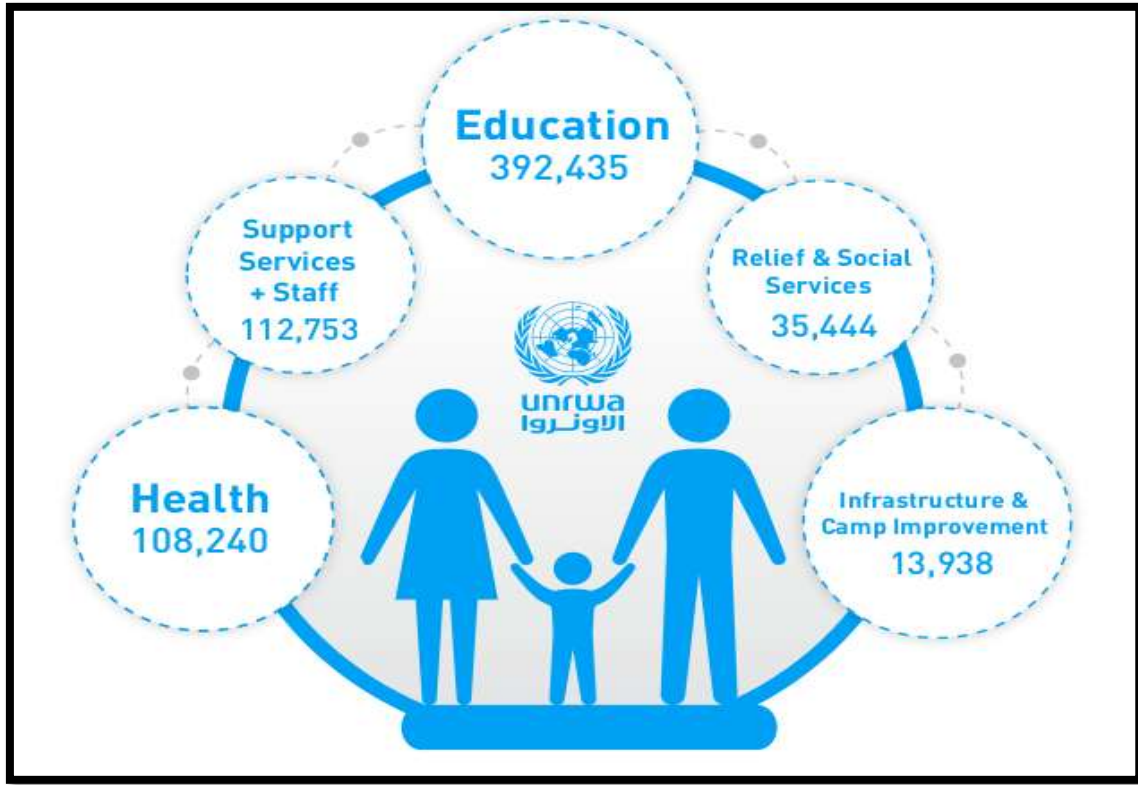 Education
392,435
Support
Services
+ Staff
112,753
Relief & Social
Services
35,444
unrwa
الاونروا
Health
108,240
Infrastructure &
Camp Improvement
13,938